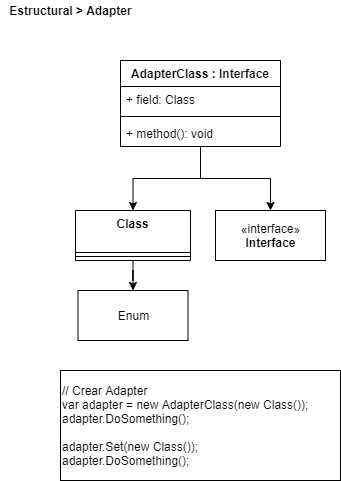 Estructural > Adapter
AdapterClass : Interface
+ field: Class
+ method(): void
Class
«interface»
Interface
Enum
// Crear Adapter
var adapter = new AdapterClass(new Class());
adapter.DoSomething();
adapter.Set(new Class());
adapter.DoSomething();